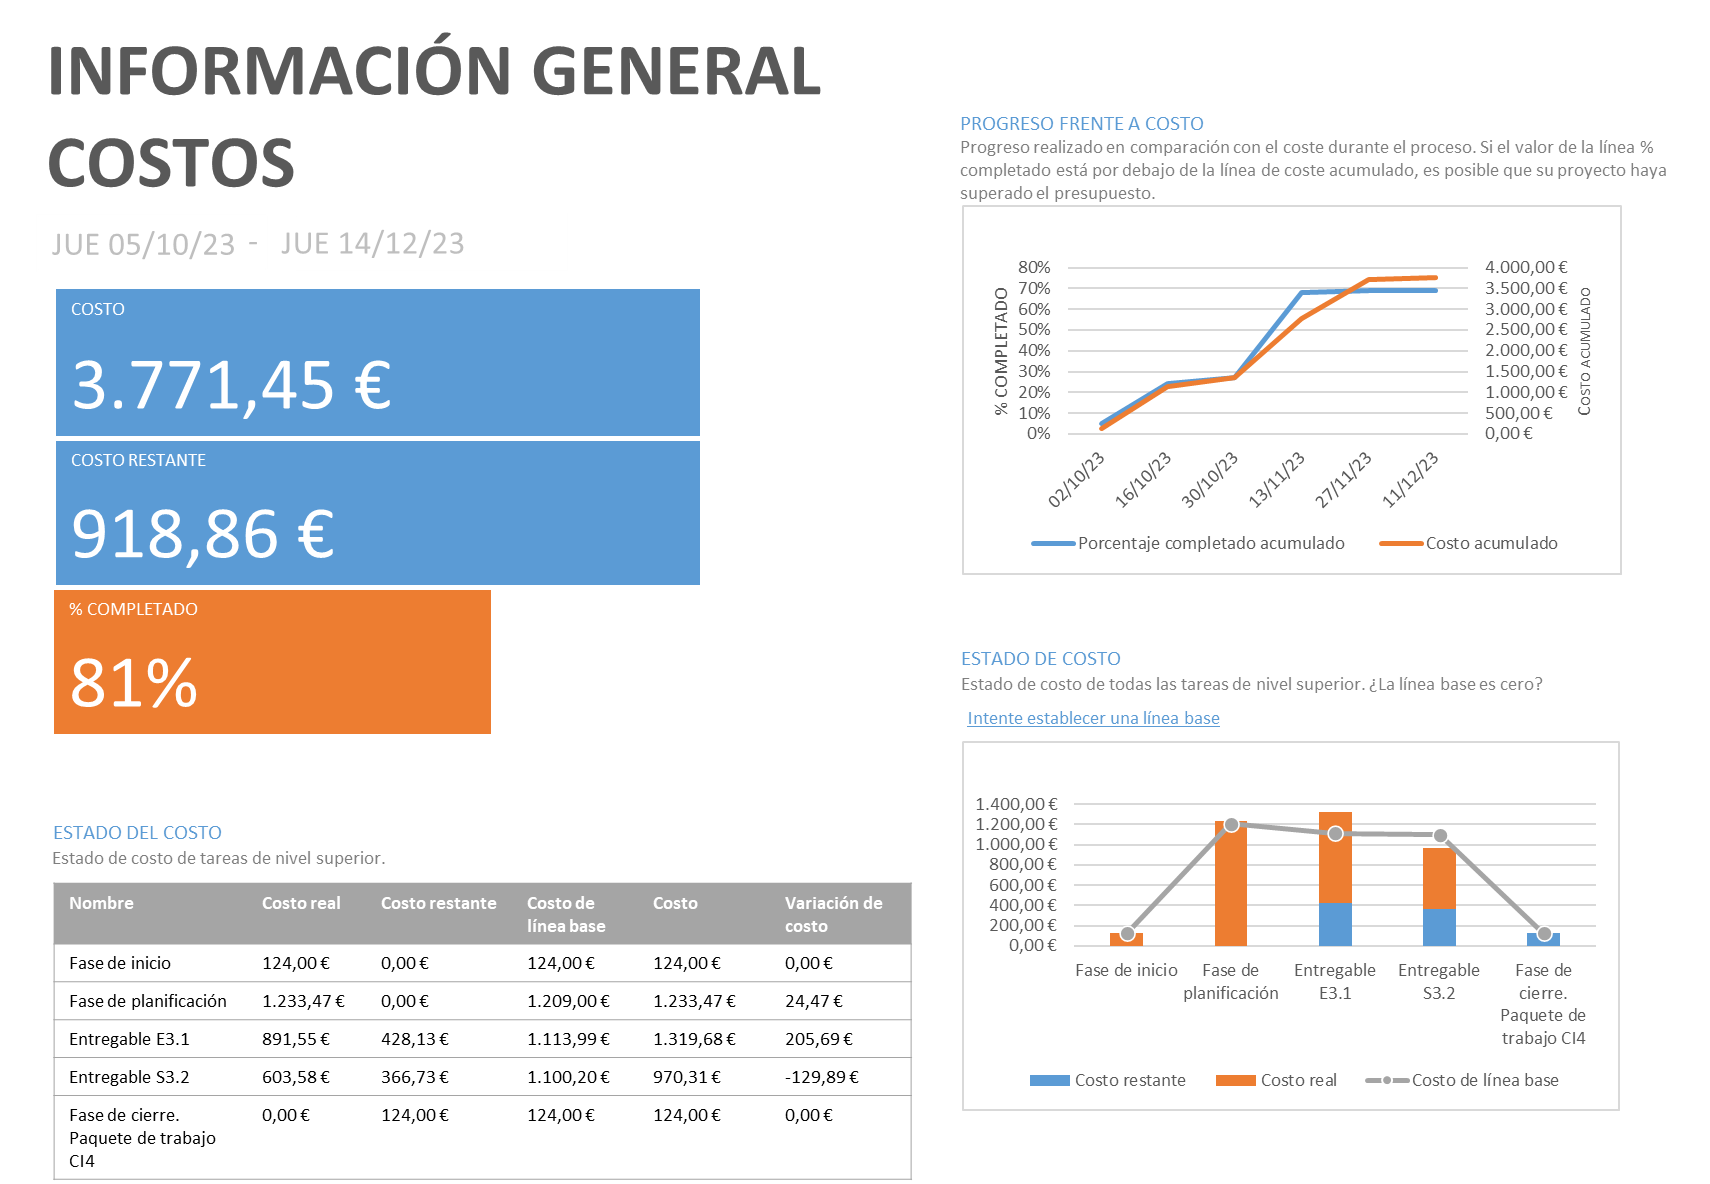 INFORMACIÓN GENERAL
COSTOS
JUE 05/10/23 - JUE 14/12/23
COSTO
3.771,45 €
COSTO RESTANTE
918,86 €
% COMPLETADO
81%
ESTADO DEL COSTO
Estado de costo de tareas de nivel superior.
Nombre Costo real Costo restante Costo de Costo Variación de
línea base costo
Fase de inicio 124,00 € 0,00 € 124,00 € 124,00 € 0,00 €
Fase de planificación 1.233,47 € 0,00 € 1.209,00 € 1.233,47 € 24,47 €
Entregable E3.1 891,55 € 428,13 € 1.113,99 € 1.319,68 € 205,69 €
Entregable S3.2 603,58 € 366,73 € 1.100,20 € 970,31 € -129,89 €
Fase de cierre. 0,00 € 124,00 € 124,00 € 124,00 € 0,00 €
Paquete de trabajo
CI4
PROGRESO FRENTE A COSTO
Progreso realizado en comparación con el coste durante el proceso. Si el valor de la línea %
completado está por debajo de la línea de coste acumulado, es posible que su proyecto haya
superado el presupuesto.
% COMPLETADO
80%
70%
60%
50%
40%
30%
20%
10%
0%
4.000,00 €
3.500,00 €
3.000,00 €
2.500,00 €
2.000,00 €
1.500,00 €
1.000,00 €
500,00 €
0,00 €
COSTO ACUMULADO
02/10/23 16/10/23 30/10/23 13/11/23 27/11/23 11/12/23
Porcentaje completado acumulado Costo acumulado
ESTADO DE COSTO
Estado de costo de todas las tareas de nivel superior. ¿La línea base es cero?
Intente establecer una línea base
1.400,00 €
1.200,00 €
1.000,00 €
800,00 €
600,00 €
400,00 €
200,00 €
0,00 €
Fase de inicio Fase de Entregable Entregable Fase de
planificación E3.1 S3.2 cierre.
Paquete de
trabajo CI4
Costo restante Costo real Costo de línea base